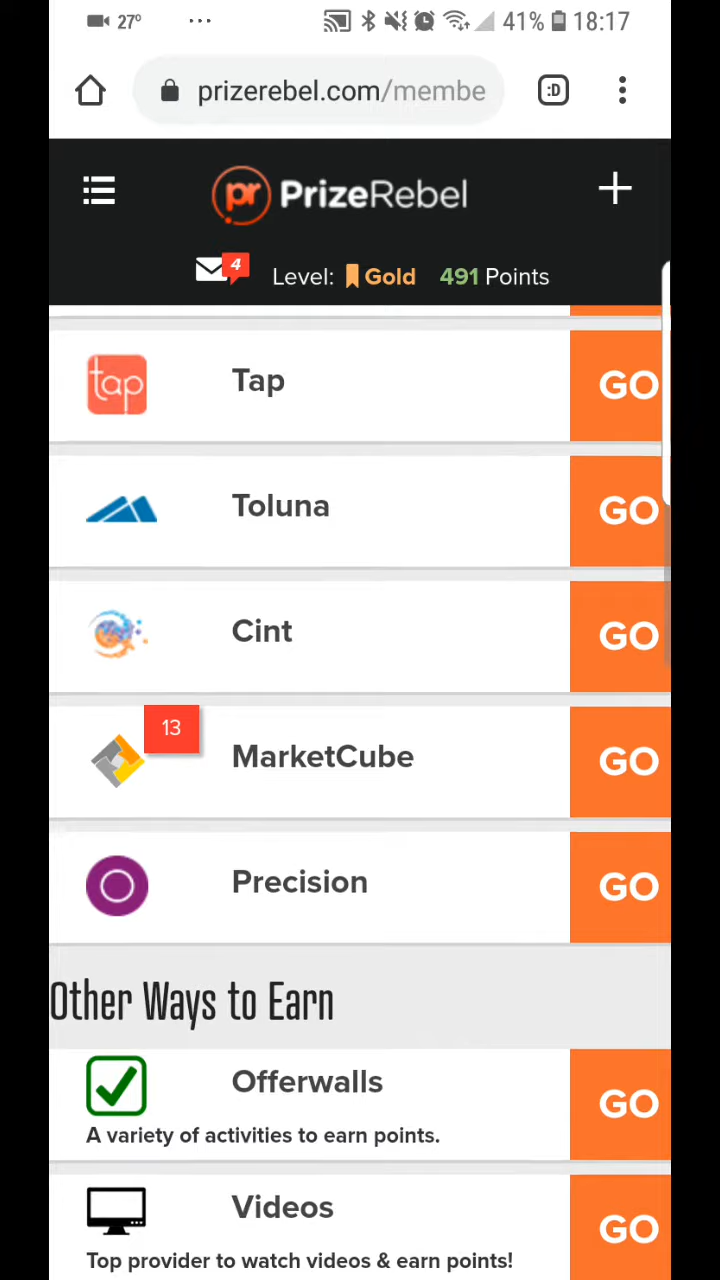 27° ... 41% 18:17
:D
prizerebel.com/membe
pr PrizeRebel
4 Level: Gold 491 Points
tap Tap GO
Toluna GO
Cint GO
13 MarketCube GO
Precision GO
Other Ways to Earn
Offerwalls GO
A variety of activities to earn points.
Videos GO
Top provider to watch videos & earn points!